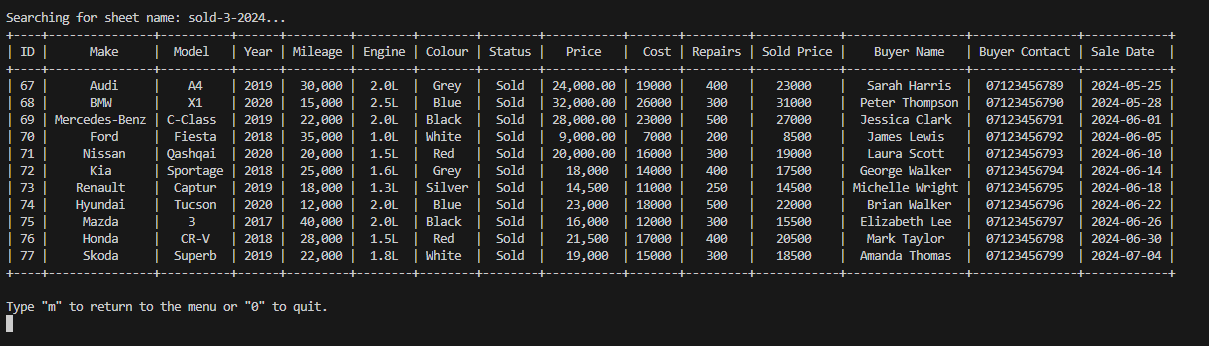 Searching for sheet name: sold-3-2024...
+----+---------------+-----------+------+---------+--------+--------+--------+-----------+-------+---------+------------+-----------------+---------------+------------+
| ID |      Make     |   Model   | Year | Mileage | Engine | Colour | Status |   Price   |  Cost | Repairs | Sold Price |    Buyer Name   | Buyer Contact | Sale Date  |
+----+---------------+-----------+------+---------+--------+--------+--------+-----------+-------+---------+------------+-----------------+---------------+------------+
| 67 |      Audi     |     A4    | 2019 |  30,000 |  2.0L  |  Grey  |  Sold  | 24,000.00 | 19000 |   400   |   23000    |   Sarah Harris  |  07123456789  | 2024-05-25 |
| 68 |      BMW      |     X1    | 2020 |  15,000 |  2.5L  |  Blue  |  Sold  | 32,000.00 | 26000 |   300   |   31000    |  Peter Thompson |  07123456790  | 2024-05-28 |
| 69 | Mercedes-Benz |  C-Class  | 2019 |  22,000 |  2.0L  | Black  |  Sold  | 28,000.00 | 23000 |   500   |   27000    |  Jessica Clark  |  07123456791  | 2024-06-01 |
| 70 |      Ford     |   Fiesta  | 2018 |  35,000 |  1.0L  | White  |  Sold  |  9,000.00 |  7000 |   200   |    8500    |   James Lewis   |  07123456792  | 2024-06-05 |
| 71 |     Nissan    |  Qashqai  | 2020 |  20,000 |  1.5L  |  Red   |  Sold  | 20,000.00 | 16000 |   300   |   19000    |   Laura Scott   |  07123456793  | 2024-06-10 |
| 72 |      Kia      |  Sportage | 2018 |  25,000 |  1.6L  |  Grey  |  Sold  |   18,000  | 14000 |   400   |   17500    |  George Walker  |  07123456794  | 2024-06-14 |
| 73 |    Renault    |   Captur  | 2019 |  18,000 |  1.3L  | Silver |  Sold  |   14,500  | 11000 |   250   |   14500    | Michelle Wright |  07123456795  | 2024-06-18 |
| 74 |    Hyundai    |   Tucson  | 2020 |  12,000 |  2.0L  |  Blue  |  Sold  |   23,000  | 18000 |   500   |   22000    |   Brian Walker  |  07123456796  | 2024-06-22 |
| 75 |     Mazda     |     3     | 2017 |  40,000 |  2.0L  | Black  |  Sold  |   16,000  | 12000 |   300   |   15500    |  Elizabeth Lee  |  07123456797  | 2024-06-26 |
| 76 |     Honda     |    CR-V   | 2018 |  28,000 |  1.5L  |  Red   |  Sold  |   21,500  | 17000 |   400   |   20500    |   Mark Taylor   |  07123456798  | 2024-06-30 |
| 77 |     Skoda     |   Superb  | 2019 |  22,000 |  1.8L  | White  |  Sold  |   19,000  | 15000 |   300   |   18500    |  Amanda Thomas  |  07123456799  | 2024-07-04 |
+----+---------------+-----------+------+---------+--------+--------+--------+-----------+-------+---------+------------+-----------------+---------------+------------+
Type "m" to return to the menu or "0" to quit.